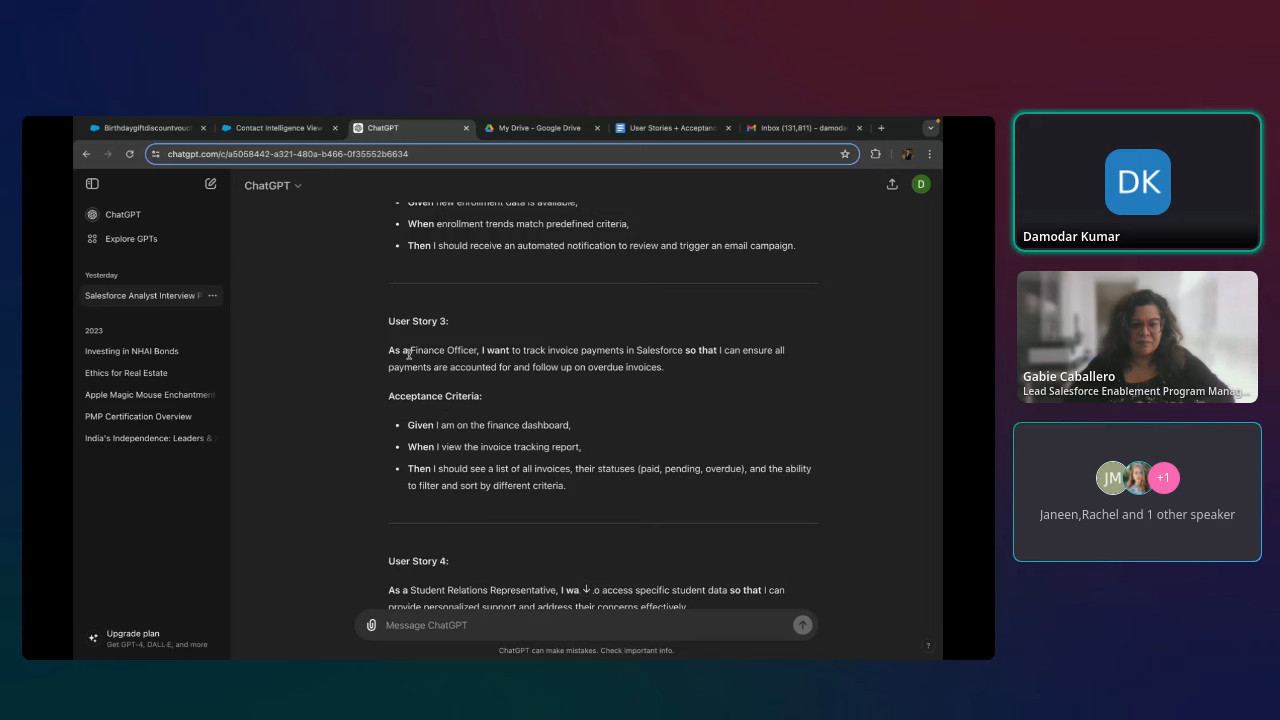 Birthdaygiftdiscountvouc
Contact Intelligence View
ChatGPT
My Drive - Google Drive
User Stories + Acceptanc
Inbox (131,811) - damoda
chatgpt.com/c/a5058442-a321-480a-b466-0f35552b6634
D
ChatGPT
ChatGPT
Explore GPTs
Yesterday
Salesforce Analyst Interview P
2023
Investing in NHAI Bonds
Ethics for Real Estate
Apple Magic Mouse Enchantment
PMP Certification Overview
India's Independence: Leaders &
Upgrade plan
Get GPT-4, DALL·E, and more
Given new enrollment data is available,
When enrollment trends match predefined criteria,
Then I should receive an automated notification to review and trigger an email campaign.
User Story 3:
As a Finance Officer, I want to track invoice payments in Salesforce so that I can ensure all
payments are accounted for and follow up on overdue invoices.
Acceptance Criteria:
Given I am on the finance dashboard,
When I view the invoice tracking report,
Then I should see a list of all invoices, their statuses (paid, pending, overdue), and the ability
to filter and sort by different criteria.
User Story 4:
As a Student Relations Representative, I wa .o access specific student data so that I can
provide personalized support and address their concerns effectively.
Message ChatGPT
ChatGPT can make mistakes. Check important info.
?
DK
Damodar Kumar
Gabie Caballero
Lead Salesforce Enablement Program Manag...
JM
+1
Janeen,Rachel and 1 other speaker